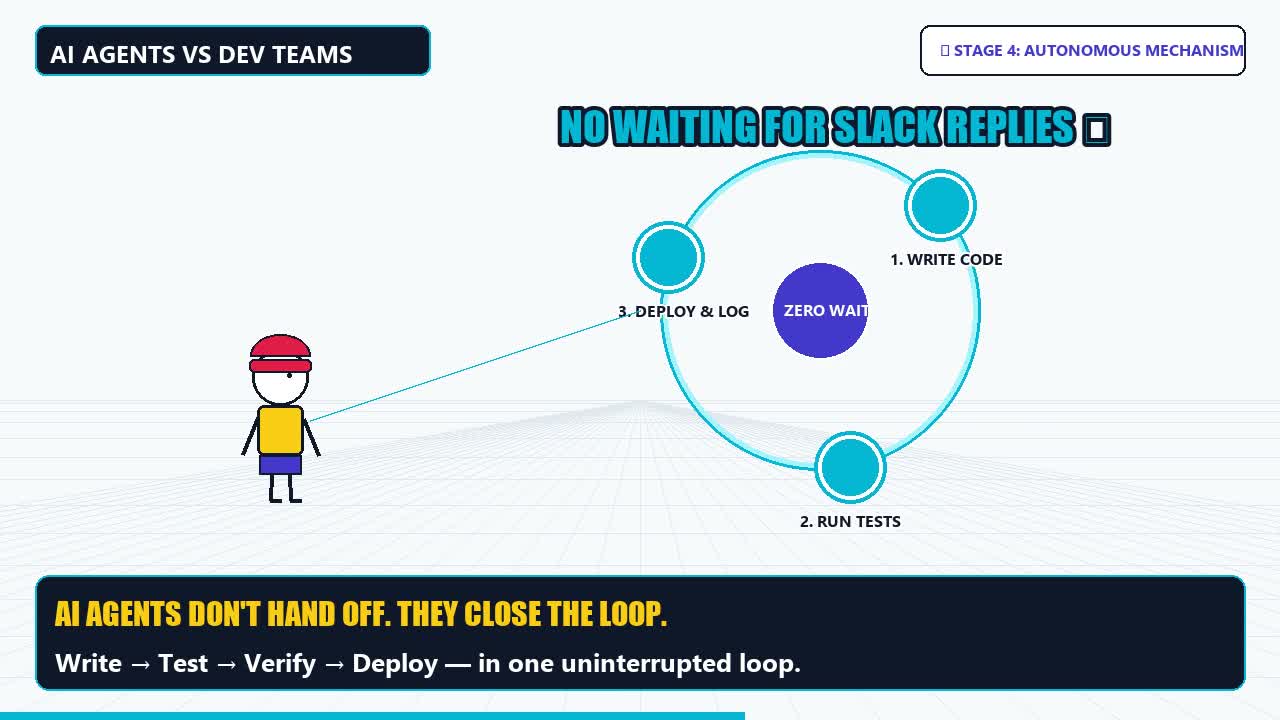 AI AGENTS VS DEV TEAMS
▯ STAGE 4: AUTONOMOUS MECHANISM
NO WAITING FOR SLACK REPLIES ▯
1. WRITE CODE
3. DEPLOY & LOG
ZERO WAIT
2. RUN TESTS
AI AGENTS DON'T HAND OFF. THEY CLOSE THE LOOP.
Write → Test → Verify → Deploy — in one uninterrupted loop.